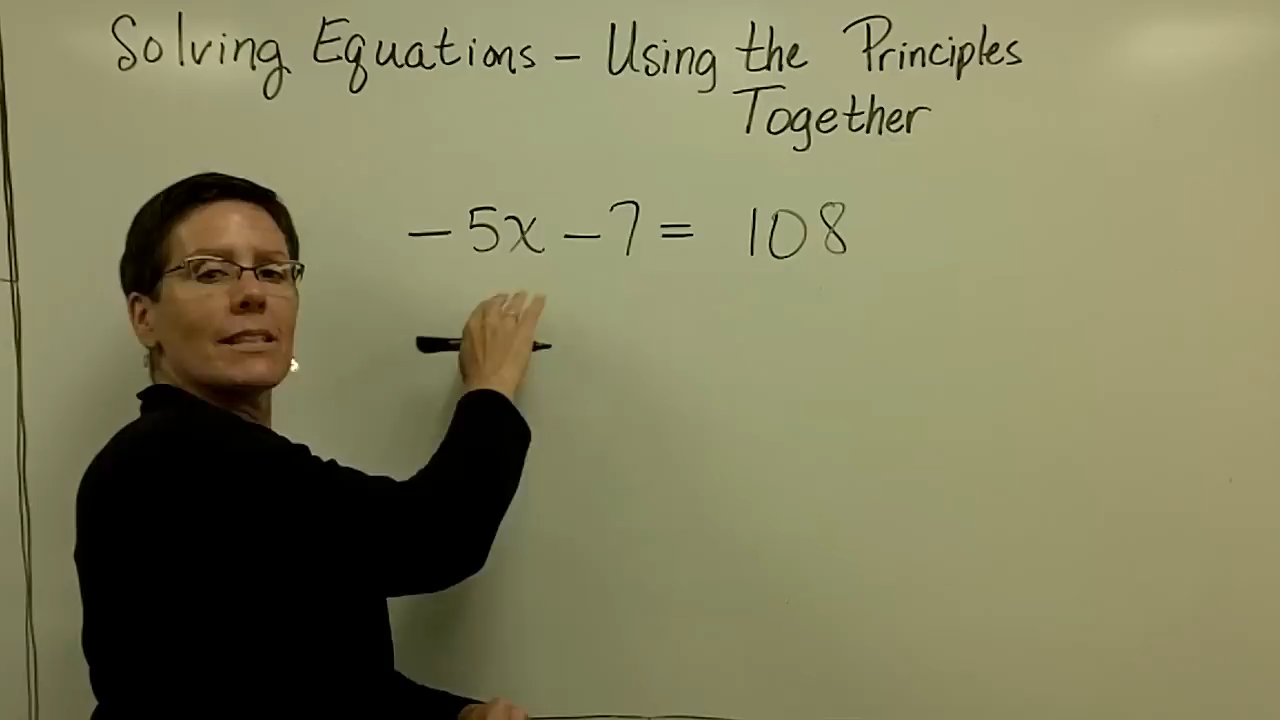 Solving Equations – Using the Principles
Together
-5x - 7 = 108